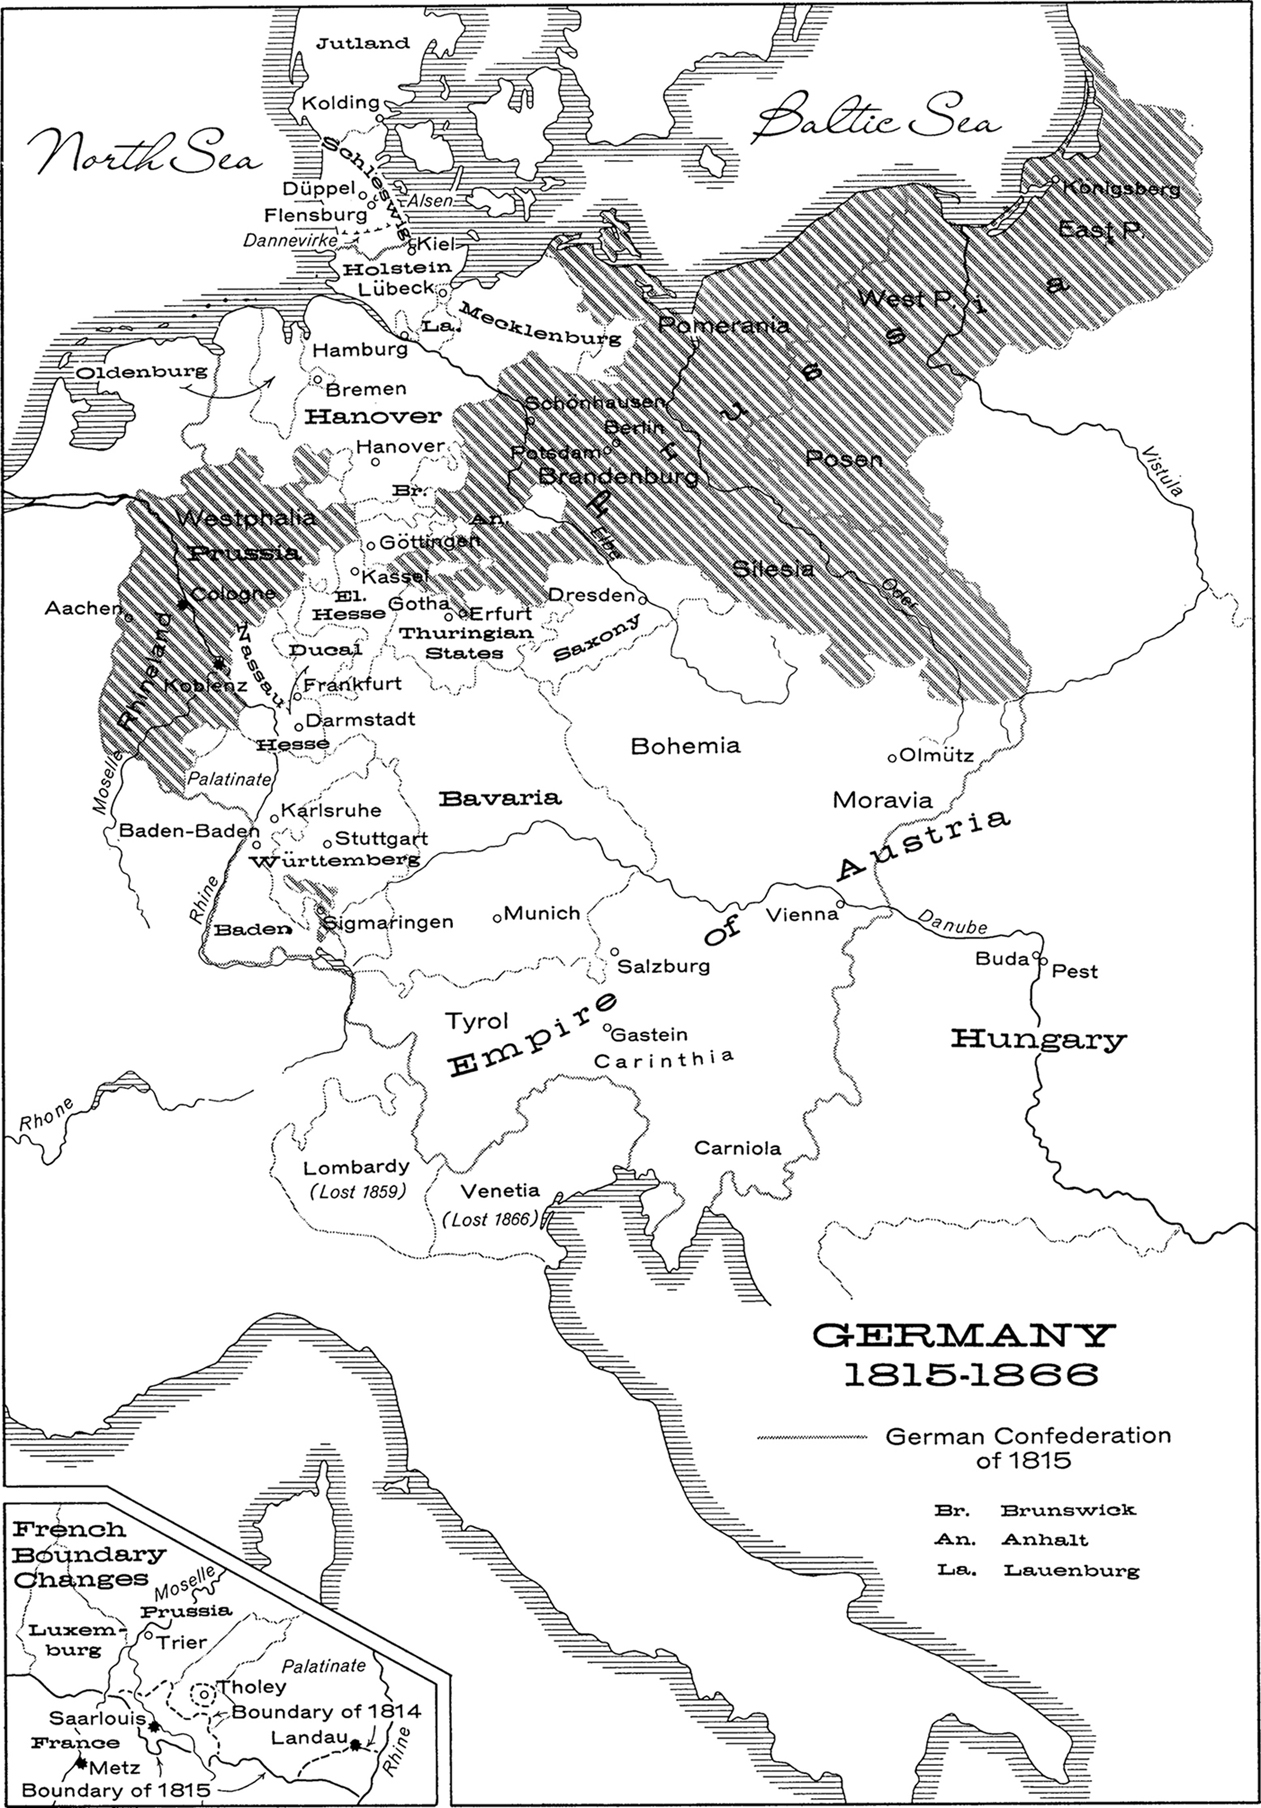 Jutland
Kolding
North Sea
Baltic Sea
Schleswig
Düppel
Alsen
Flensburg
Dannevirke
Kiel
Holstein
Lübeck
La.
Mecklenburg
Hamburg
Oldenburg
Bremen
Hanover
Hanover
Br.
An.
Königsberg
East P.
West P.
Pomerania
Prussia
Schönhausen
Berlin
Potsdam
Brandenburg
Posen
Vistula
Westphalia
Prussia
Göttingen
Elbe
Silesia
Oder
Kassel
Cologne
Aachen
El.
Hesse
Gotha
Erfurt
Thuringian
States
Dresden
Saxony
Rhineland
Nassau
Ducal
Koblenz
Frankfurt
Darmstadt
Hesse
Moselle
Palatinate
Bohemia
Olmütz
Moravia
Bavaria
Karlsruhe
Baden-Baden
Stuttgart
Württemberg
Rhine
Sigmaringen
Baden
Munich
Vienna
Danube
Salzburg
Buda
Pest
Empire of Austria
Tyrol
Gastein
Carinthia
Hungary
Rhone
Carniola
Lombardy
(Lost 1859)
Venetia
(Lost 1866)
GERMANY
1815-1866
German Confederation
of 1815
Br. Brunswick
An. Anhalt
La. Lauenburg
French
Boundary
Changes
Moselle
Prussia
Luxem-
burg
Trier
Palatinate
Tholey
Boundary of 1814
Saarlouis
Landau
France
Metz
Rhine
Boundary of 1815